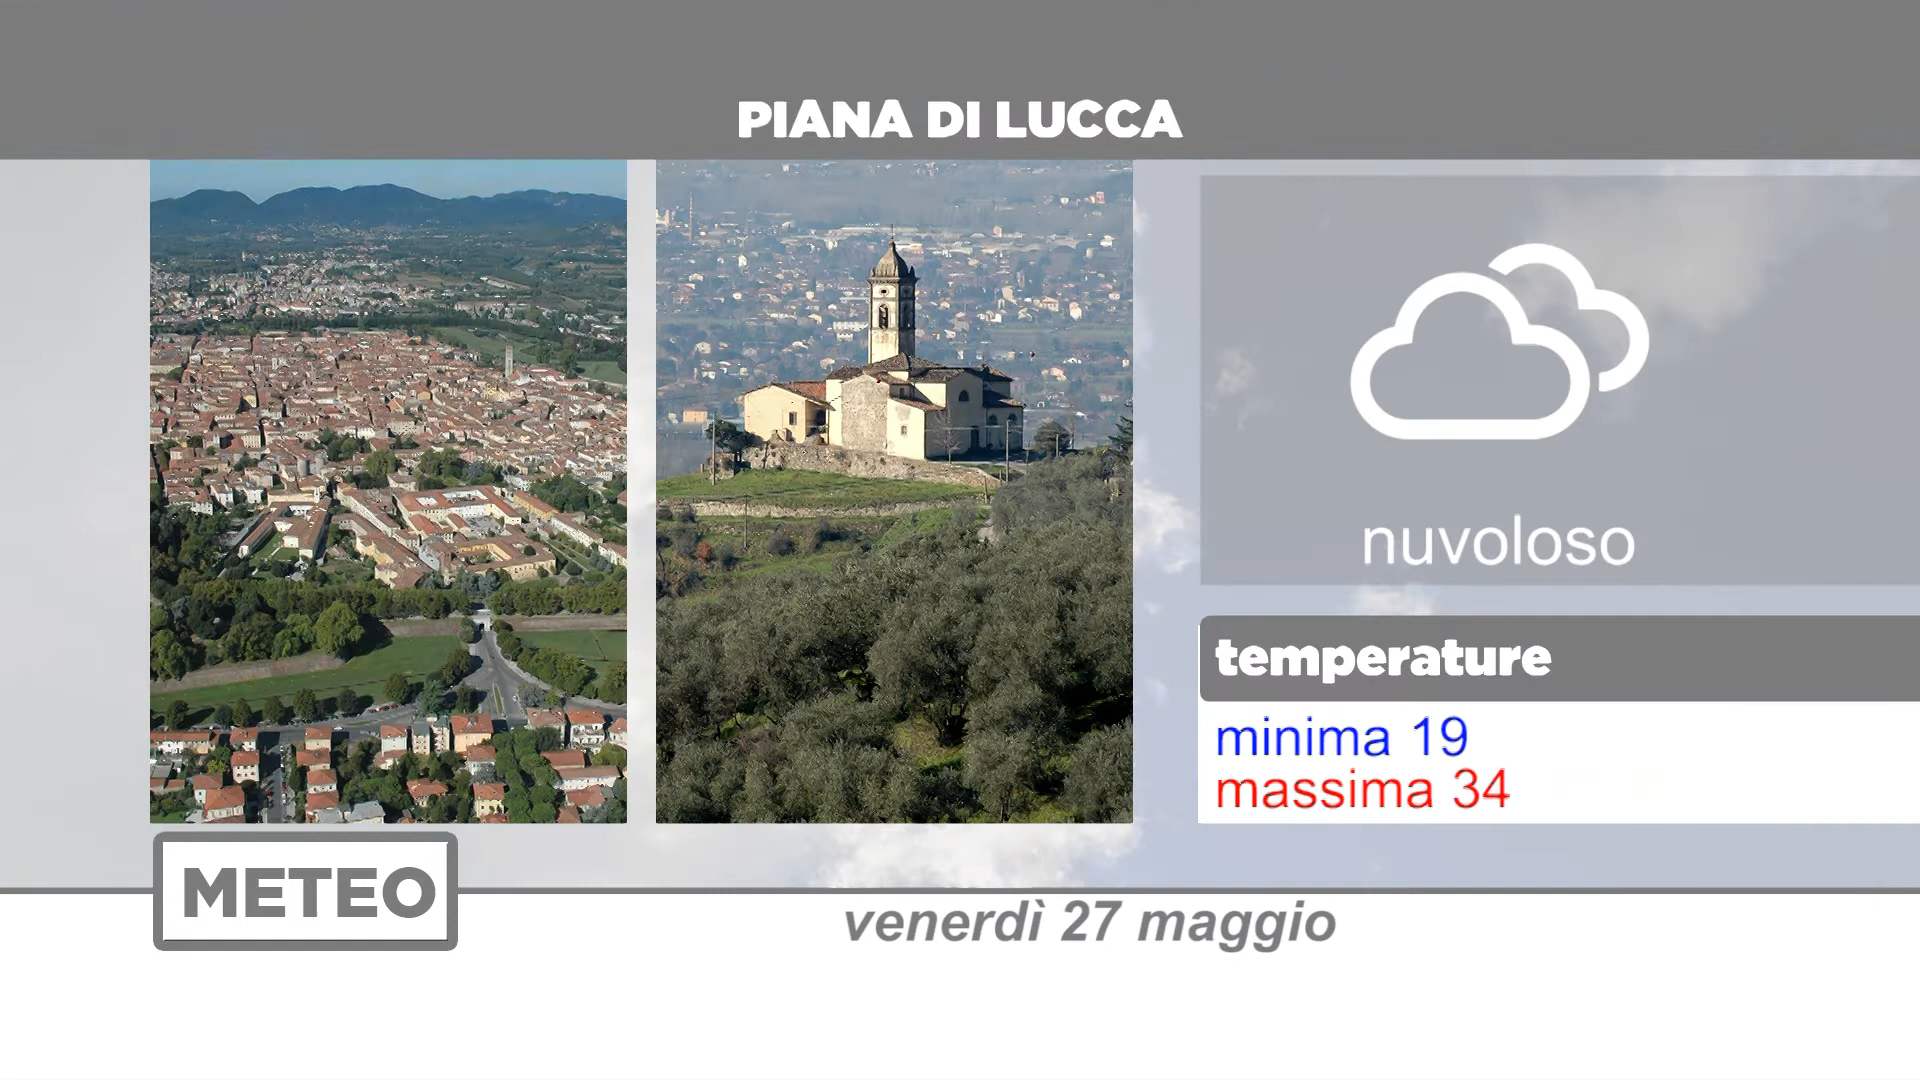 PIANA DI LUCCA
nuvoloso
temperature
minima 19
massima 34
METEO
venerdì 27 maggio